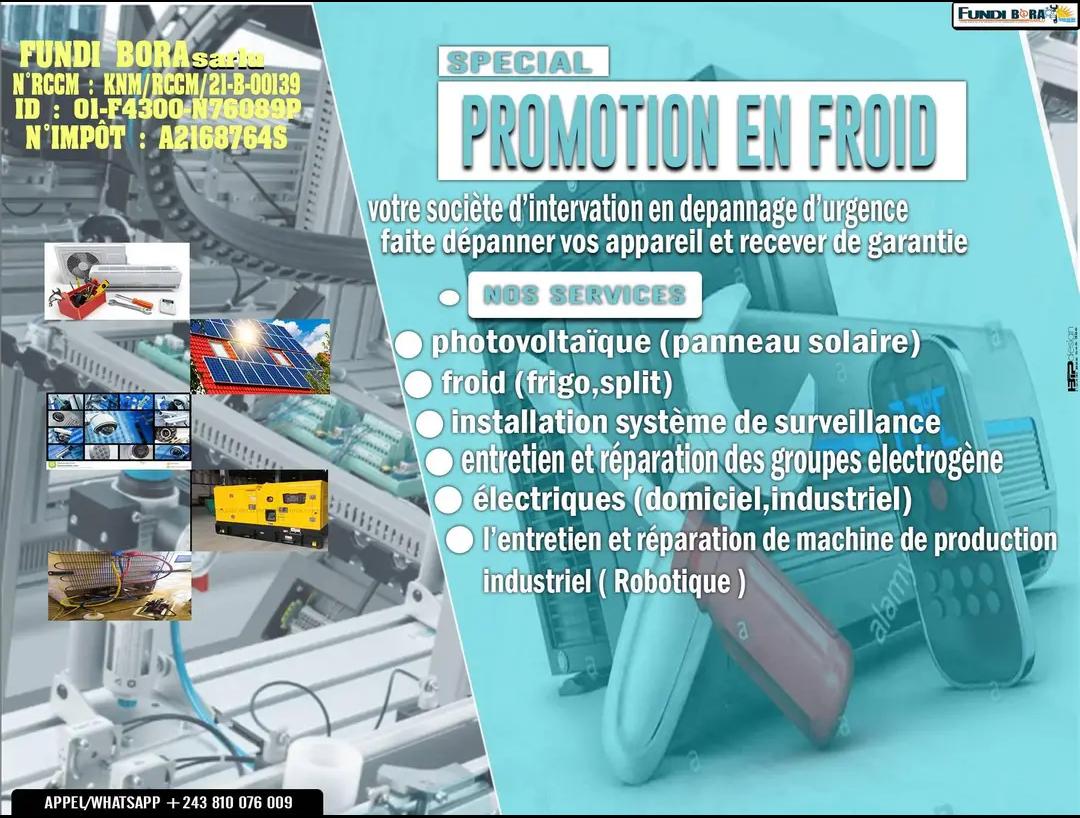 FUNDI BORA
FUNDI BORA sarlu
N°RCCM : KNM/RCCM/21-B-00139
ID : 01-F4300-N76089P
N°IMPÔT : A2168764S
SPECIAL
PROMOTION EN FROID
votre sociète d'intervation en depannage d'urgence
faite dépanner vos appareil et recever de garantie
NOS SERVICES
photovoltaïque (panneau solaire)
froid (frigo,split)
installation système de surveillance
entretien et réparation des groupes electrogène
électriques (domiciel,industriel)
l'entretien et réparation de machine de production
industriel ( Robotique )
alamy
a
a
a
a
a
APPEL/WHATSAPP +243 810 076 009